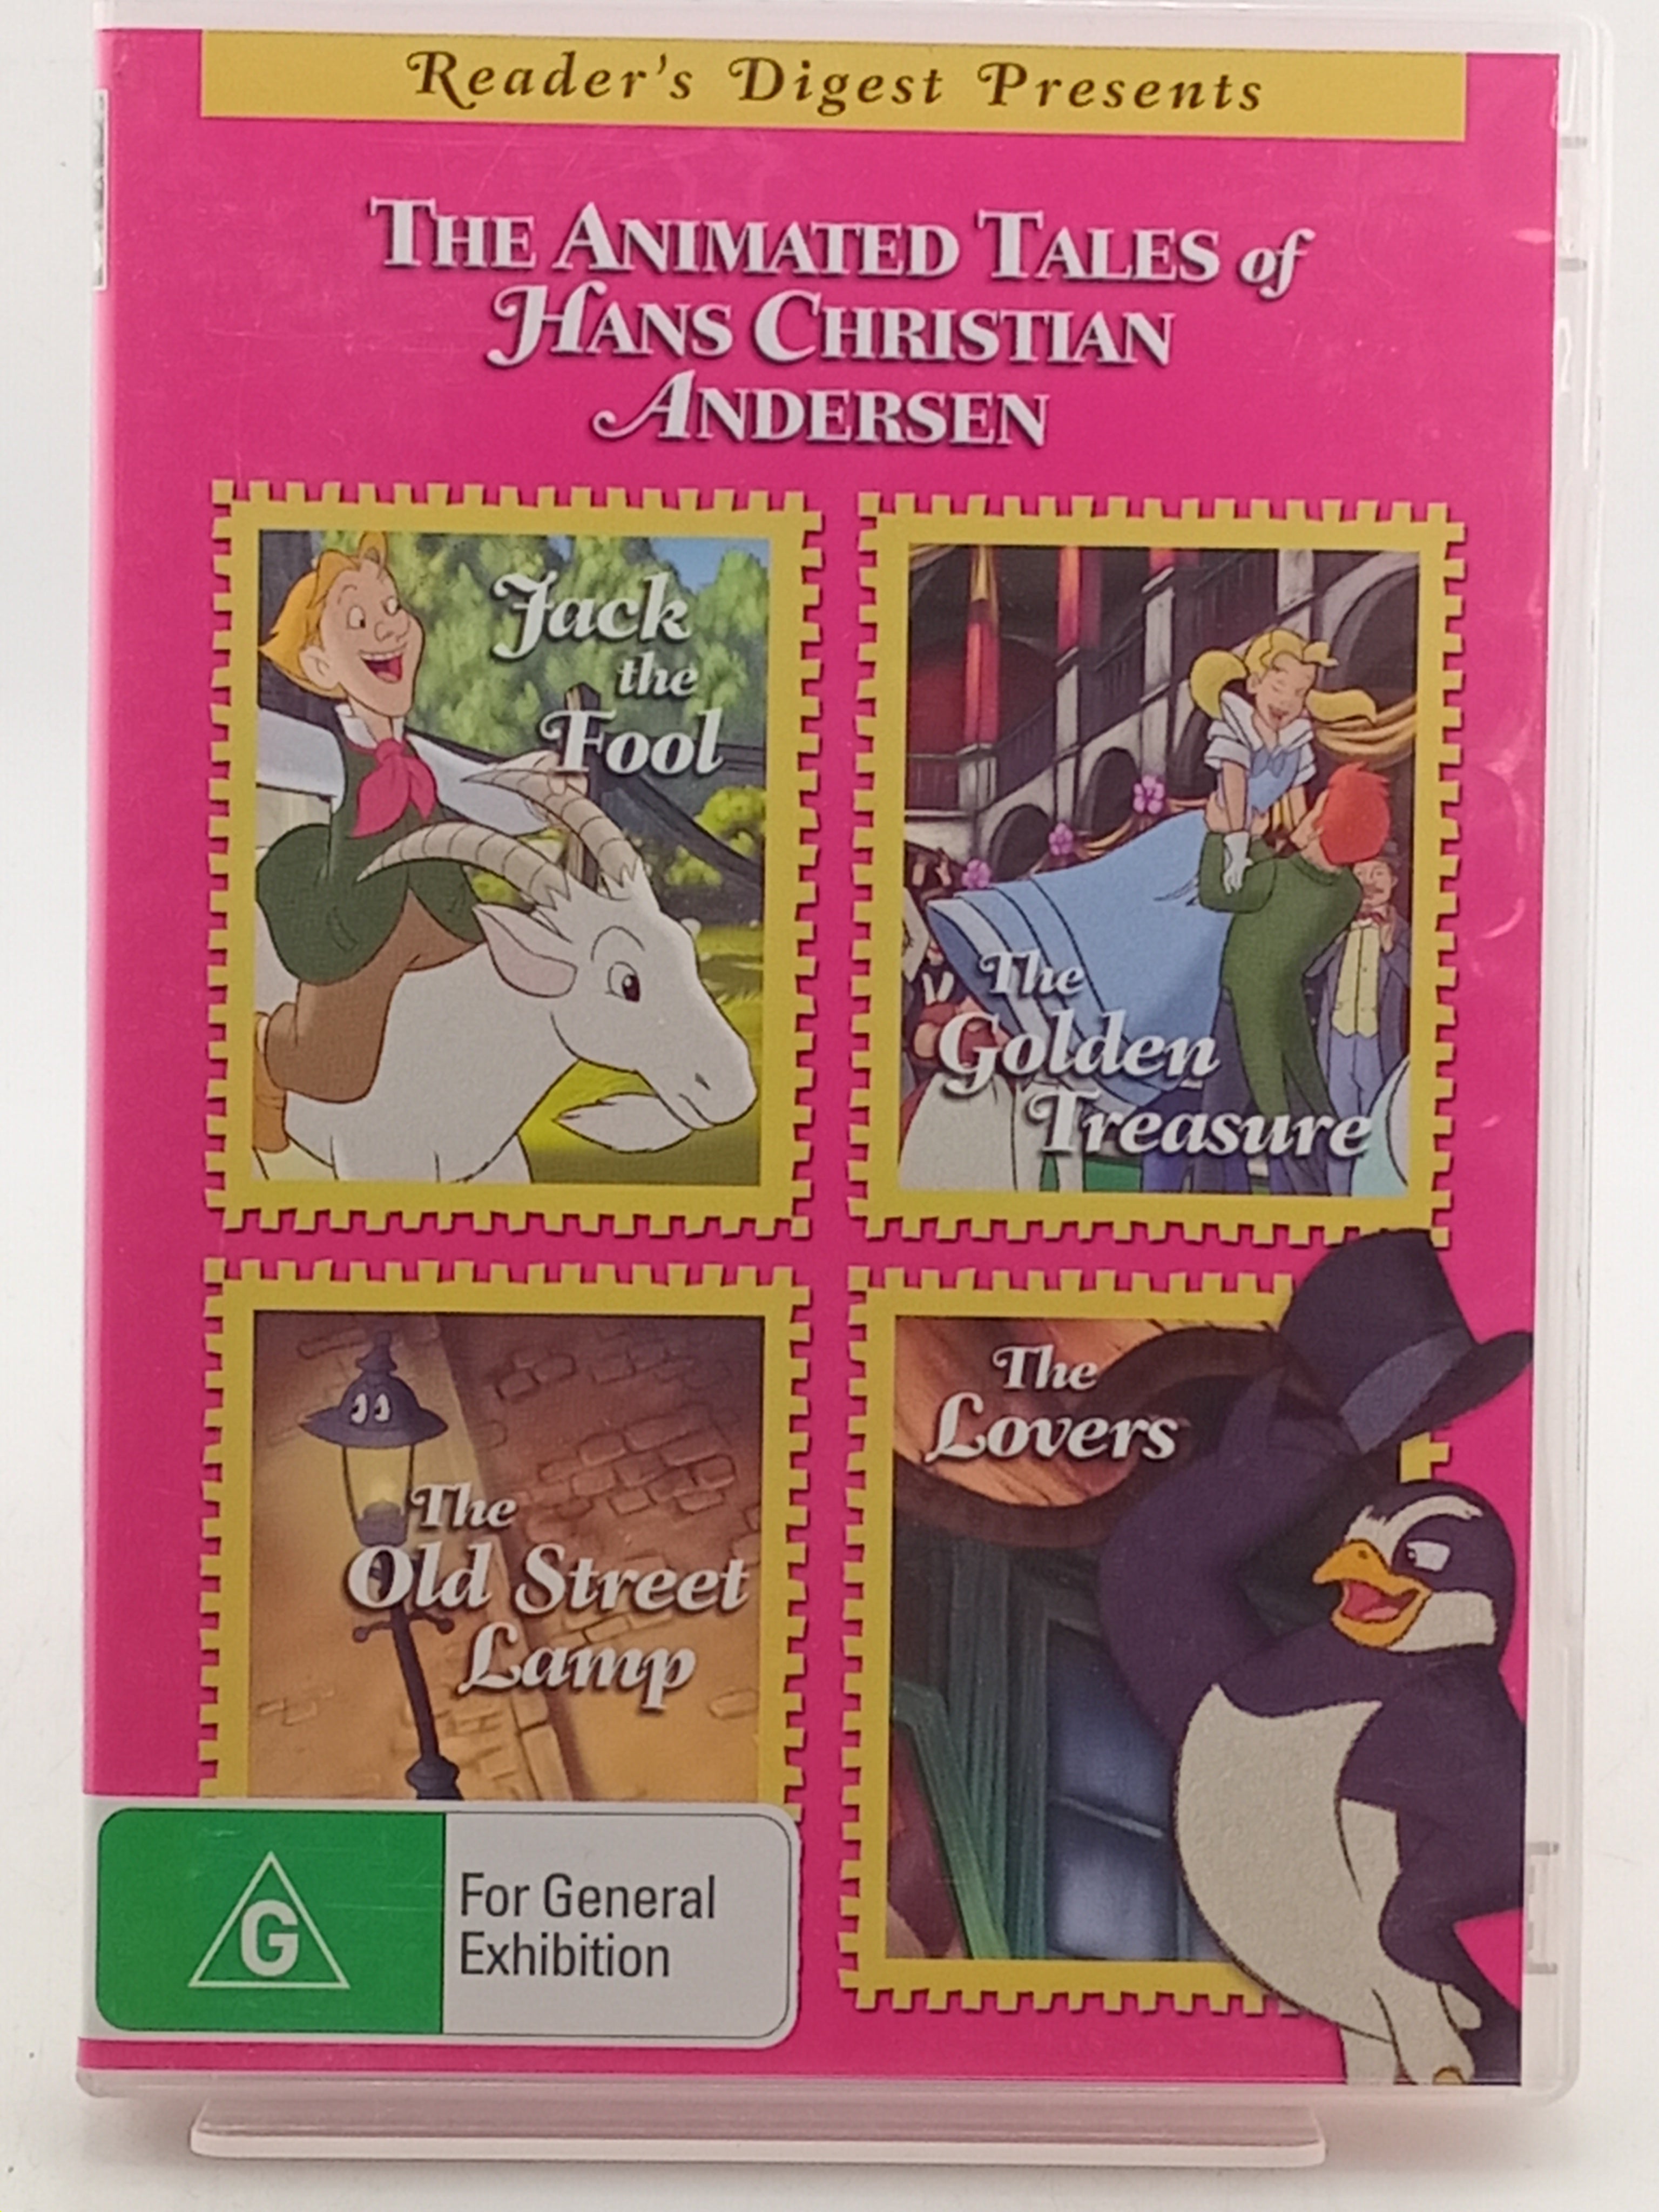 Reader's Digest Presents
THE ANIMATED TALES of
HANS CHRISTIAN
ANDERSEN
Jack
the
Fool
The
Golden
Treasure
The
Old Street
Lamp
The
Lovers
G
For General
Exhibition